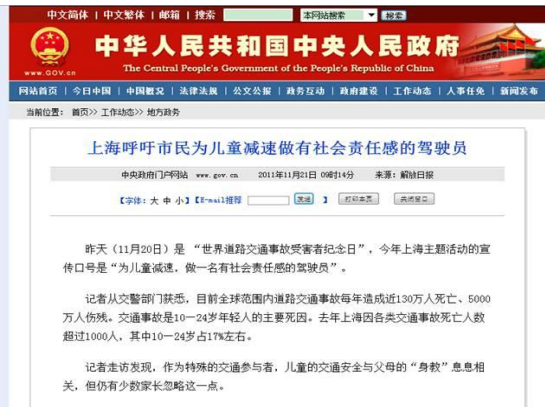 中文简体 | 中文繁体 | 邮箱 | 搜索 本网站搜索 搜索
中华人民共和国中央人民政府
www.GOV.cn The Central People's Government of the People's Republic of China
网站首页 | 今日中国 | 中国概况 | 法律法规 | 公文公报 | 政务互动 | 政府建设 | 工作动态 | 人事任免 | 新闻发布
当前位置: 首页>> 工作动态>> 地方政务
上海呼吁市民为儿童减速做有社会责任感的驾驶员
中央政府门户网站 www.gov.cn 2011年11月21日 09时14分 来源: 解放日报
【字体: 大 中 小】【E-mail推荐 发送 】 打印本页 关闭窗口
昨天（11月20日）是 “世界道路交通事故受害者纪念日”，今年上海主题活动的宣
传口号是“为儿童减速，做一名有社会责任感的驾驶员”。
记者从交警部门获悉，目前全球范围内道路交通事故每年造成近130万人死亡、5000
万人伤残。交通事故是10－24岁年轻人的主要死因。去年上海因各类交通事故死亡人数
超过1000人，其中10－24岁占17%左右。
记者走访发现，作为特殊的交通参与者，儿童的交通安全与父母的“身教”息息相
关，但仍有少数家长忽略这一点。